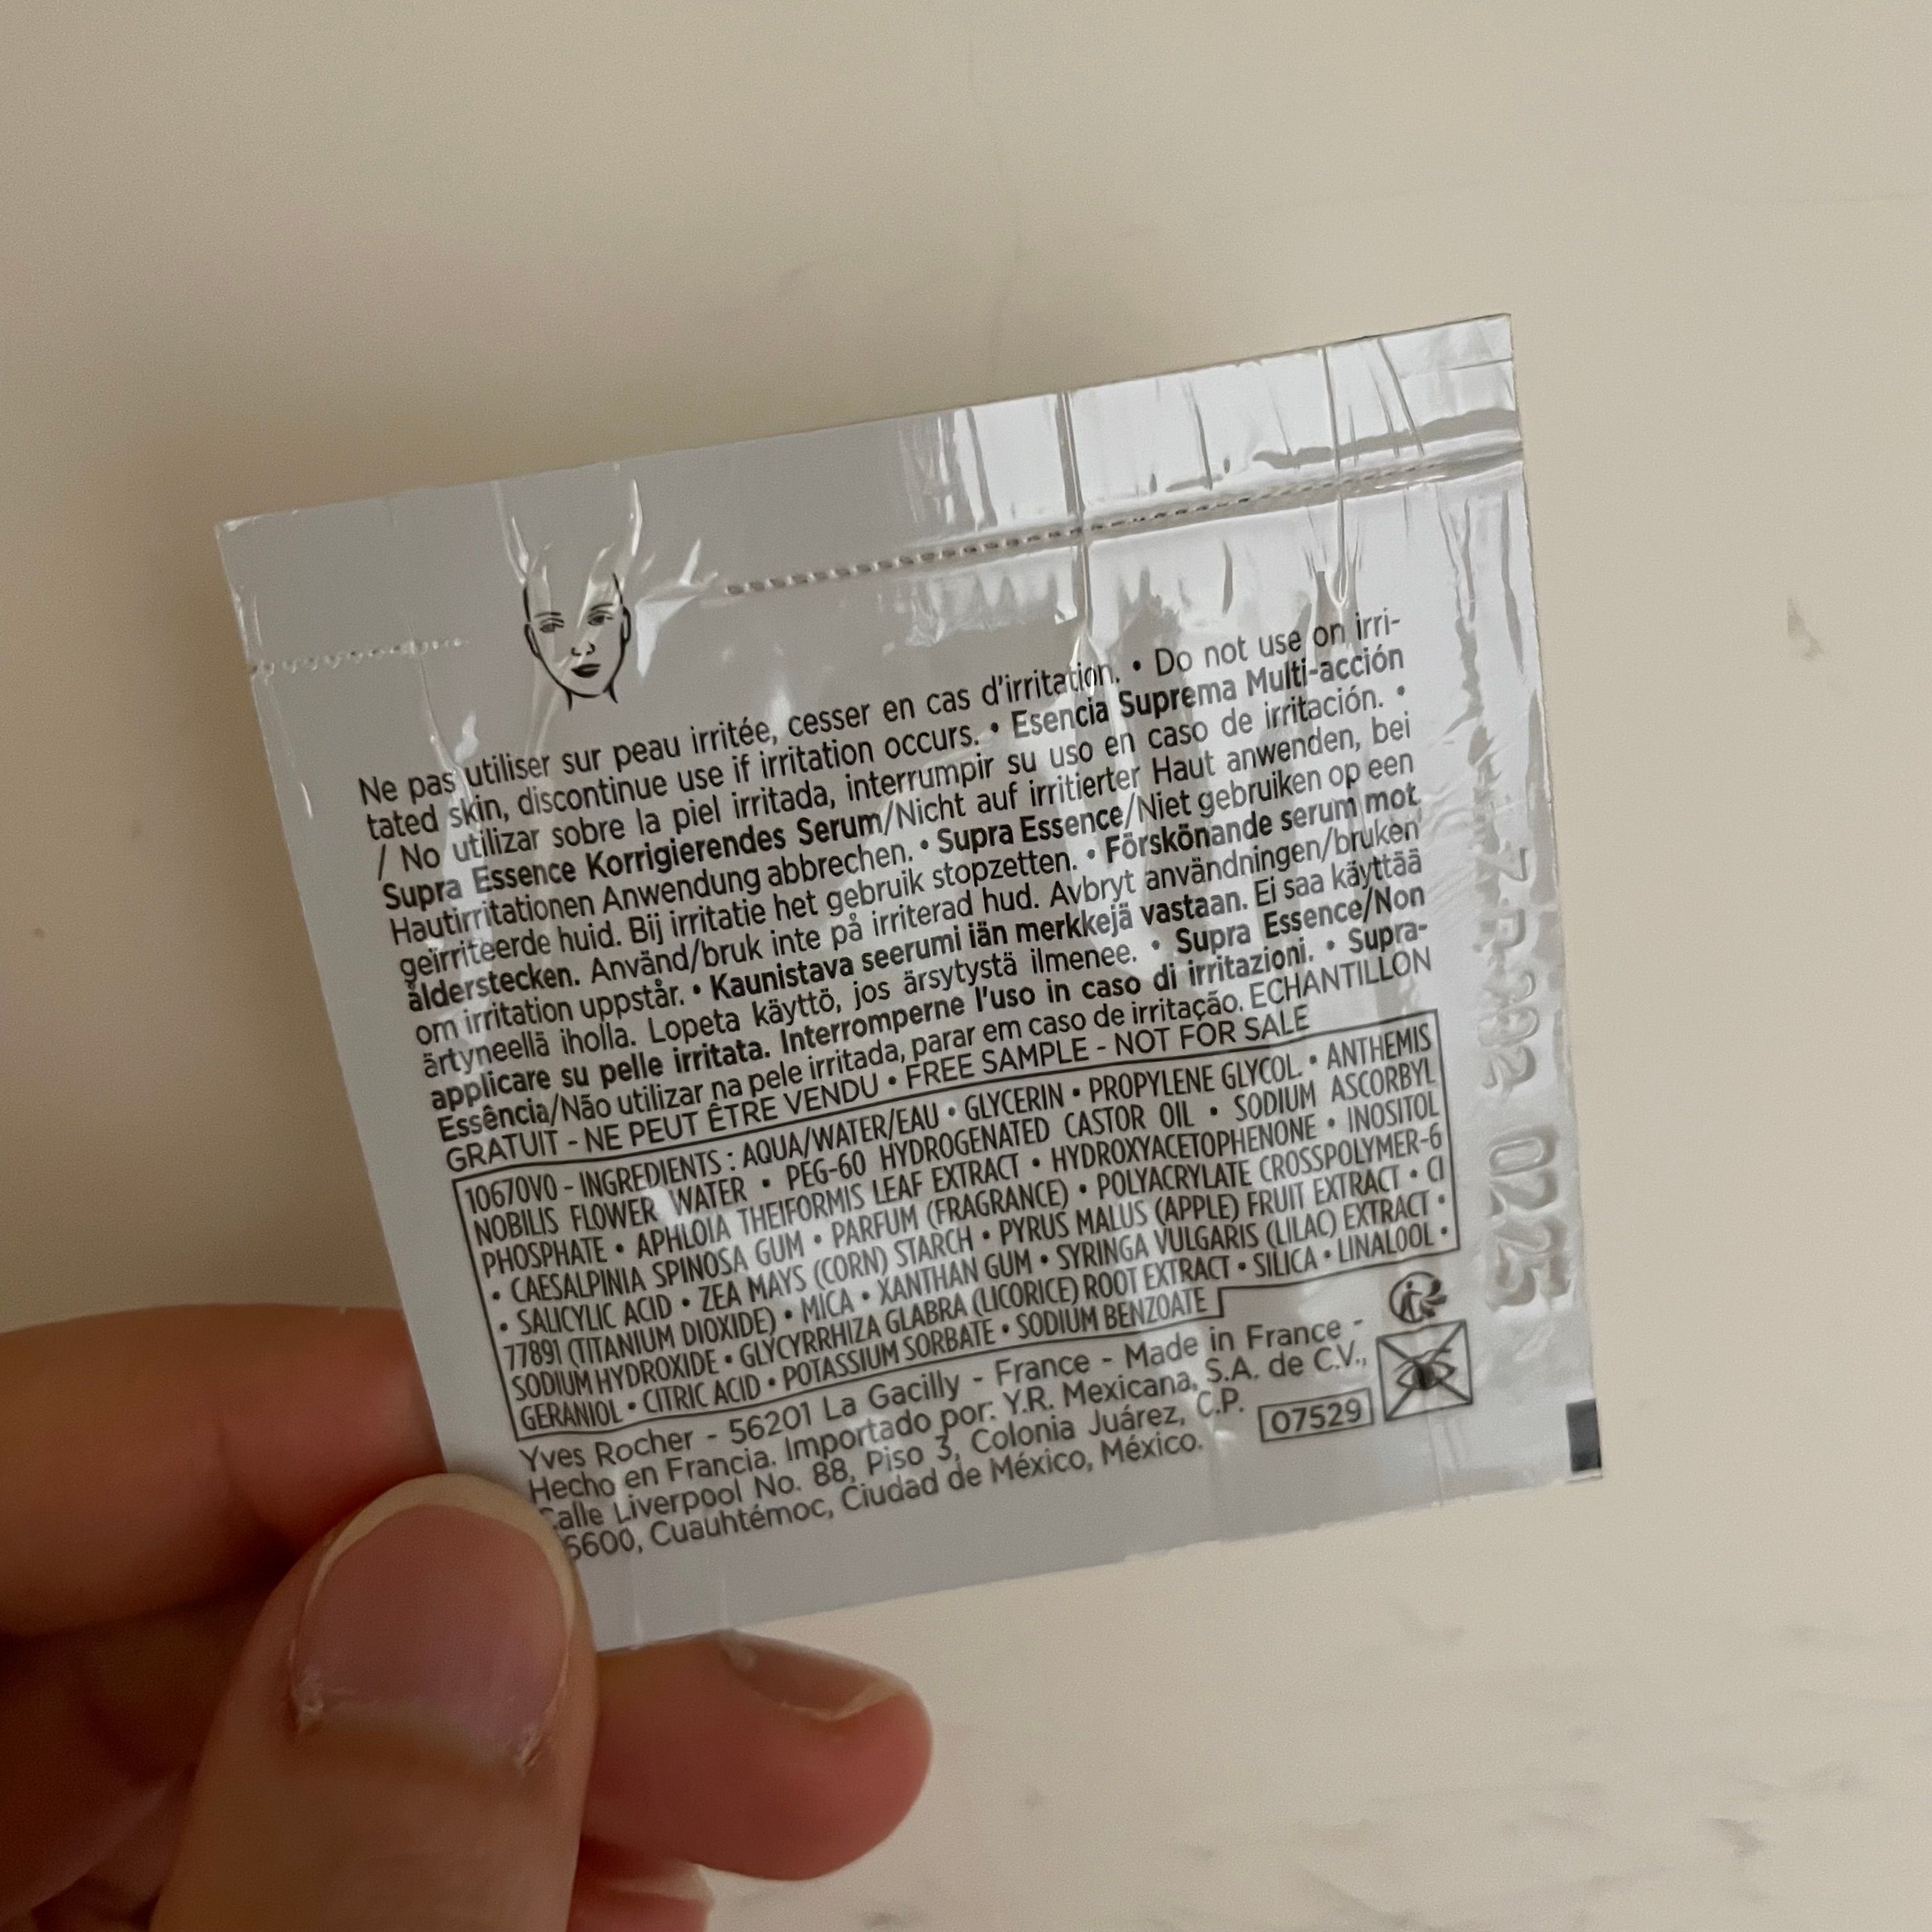 Ne pas utiliser sur peau irritée, cesser en cas d'irritation. • Do not use on irri-
tated skin, discontinue use if irritation occurs. • Esencia Suprema Multi-acción
/ No utilizar sobre la piel irritada, interrumpir su uso en caso de irritación. •
Supra Essence Korrigierendes Serum/Nicht auf irritierter Haut anwenden, bei
Hautirritationen Anwendung abbrechen. • Supra Essence/Niet gebruiken op een
geïrriteerde huid. Bij irritatie het gebruik stopzetten. • Förskönande serum mot
ålderstecken. Använd/bruk inte på irriterad hud. Avbryt användningen/bruken
om irritation uppstår. • Kaunistava seerumi iän merkkejä vastaan. Ei saa käyttää
ärtyneellä iholla. Lopeta käyttö, jos ärsytystä ilmenee. • Supra Essence/Non
applicare su pelle irritata. Interromperne l'uso in caso di irritazioni. • Supra-
Essência/Não utilizar na pele irritada, parar em caso de irritação. ECHANTILLON
GRATUIT - NE PEUT ÊTRE VENDU • FREE SAMPLE - NOT FOR SALE
10670V0 - INGREDIENTS : AQUA/WATER/EAU • GLYCERIN • PROPYLENE GLYCOL • ANTHEMIS
NOBILIS FLOWER WATER • PEG-60 HYDROGENATED CASTOR OIL • SODIUM ASCORBYL
PHOSPHATE • APHLOIA THEIFORMIS LEAF EXTRACT • HYDROXYACETOPHENONE • INOSITOL
• CAESALPINIA SPINOSA GUM • PARFUM (FRAGRANCE) • POLYACRYLATE CROSSPOLYMER-6
• SALICYLIC ACID • ZEA MAYS (CORN) STARCH • PYRUS MALUS (APPLE) FRUIT EXTRACT • CI
77891 (TITANIUM DIOXIDE) • MICA • XANTHAN GUM • SYRINGA VULGARIS (LILAC) EXTRACT •
SODIUM HYDROXIDE • GLYCYRRHIZA GLABRA (LICORICE) ROOT EXTRACT • SILICA • LINALOOL •
GERANIOL • CITRIC ACID • POTASSIUM SORBATE • SODIUM BENZOATE
Yves Rocher - 56201 La Gacilly - France - Made in France -
Hecho en Francia. Importado por: Y.R. Mexicana, S.A. de C.V.,
Calle Liverpool No. 88, Piso 3, Colonia Juárez, C.P.
6600, Cuauhtémoc, Ciudad de México, México.
07529
0225